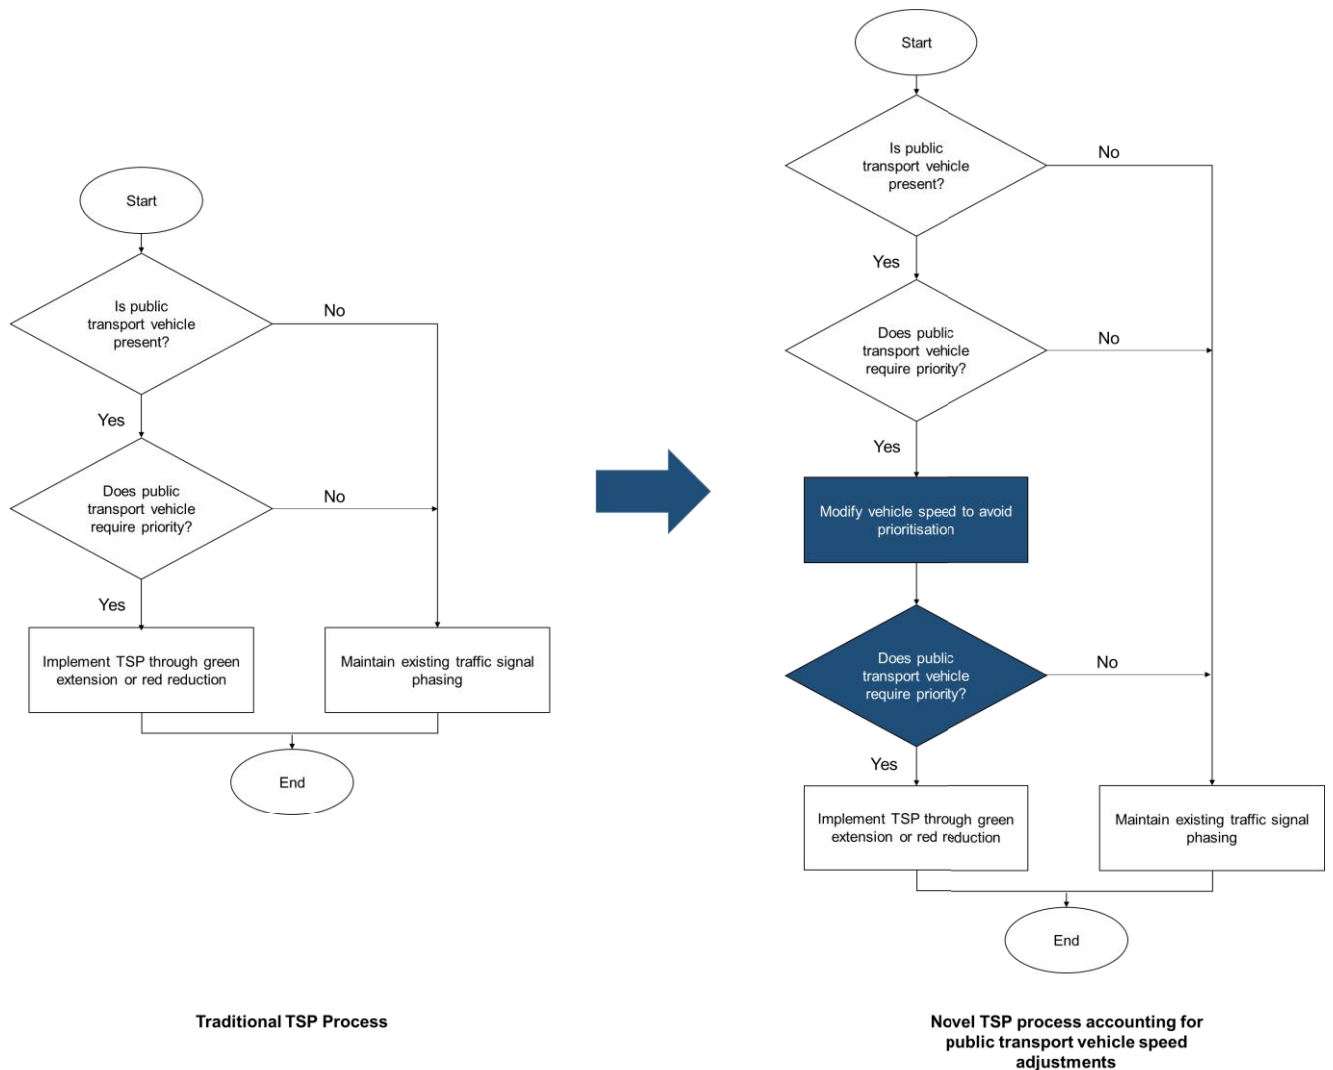 Start
Is public
transport vehicle
present?
No
Yes
Does public
transport vehicle
require priority?
No
Yes
Implement TSP through green
extension or red reduction
Maintain existing traffic signal
phasing
End
Traditional TSP Process
Start
Is public
transport vehicle
present?
No
Yes
Does public
transport vehicle
require priority?
No
Yes
Modify vehicle speed to avoid
prioritisation
Does public
transport vehicle
require priority?
No
Yes
Implement TSP through green
extension or red reduction
Maintain existing traffic signal
phasing
End
Novel TSP process accounting for
public transport vehicle speed
adjustments